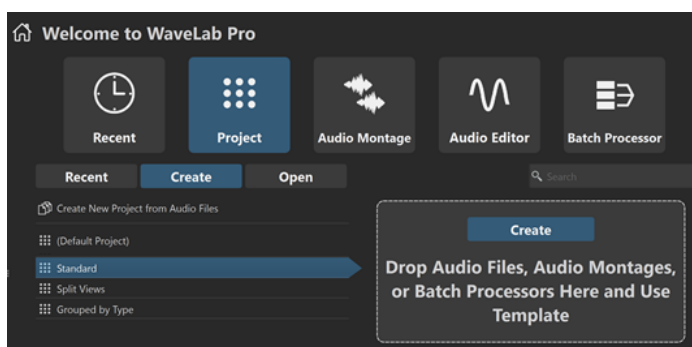 Welcome to WaveLab Pro
Recent
Project
Audio Montage
Audio Editor
Batch Processor
Recent
Create
Open
Search
Create New Project from Audio Files
(Default Project)
Standard
Split Views
Grouped by Type
Create
Drop Audio Files, Audio Montages,
or Batch Processors Here and Use
Template